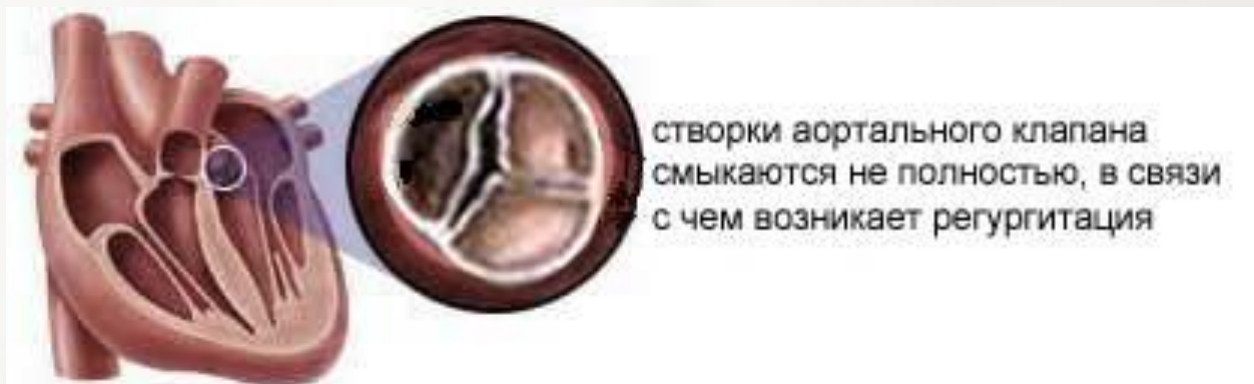 створки аортального клапана
смыкаются не полностью, в связи
с чем возникает регургитация